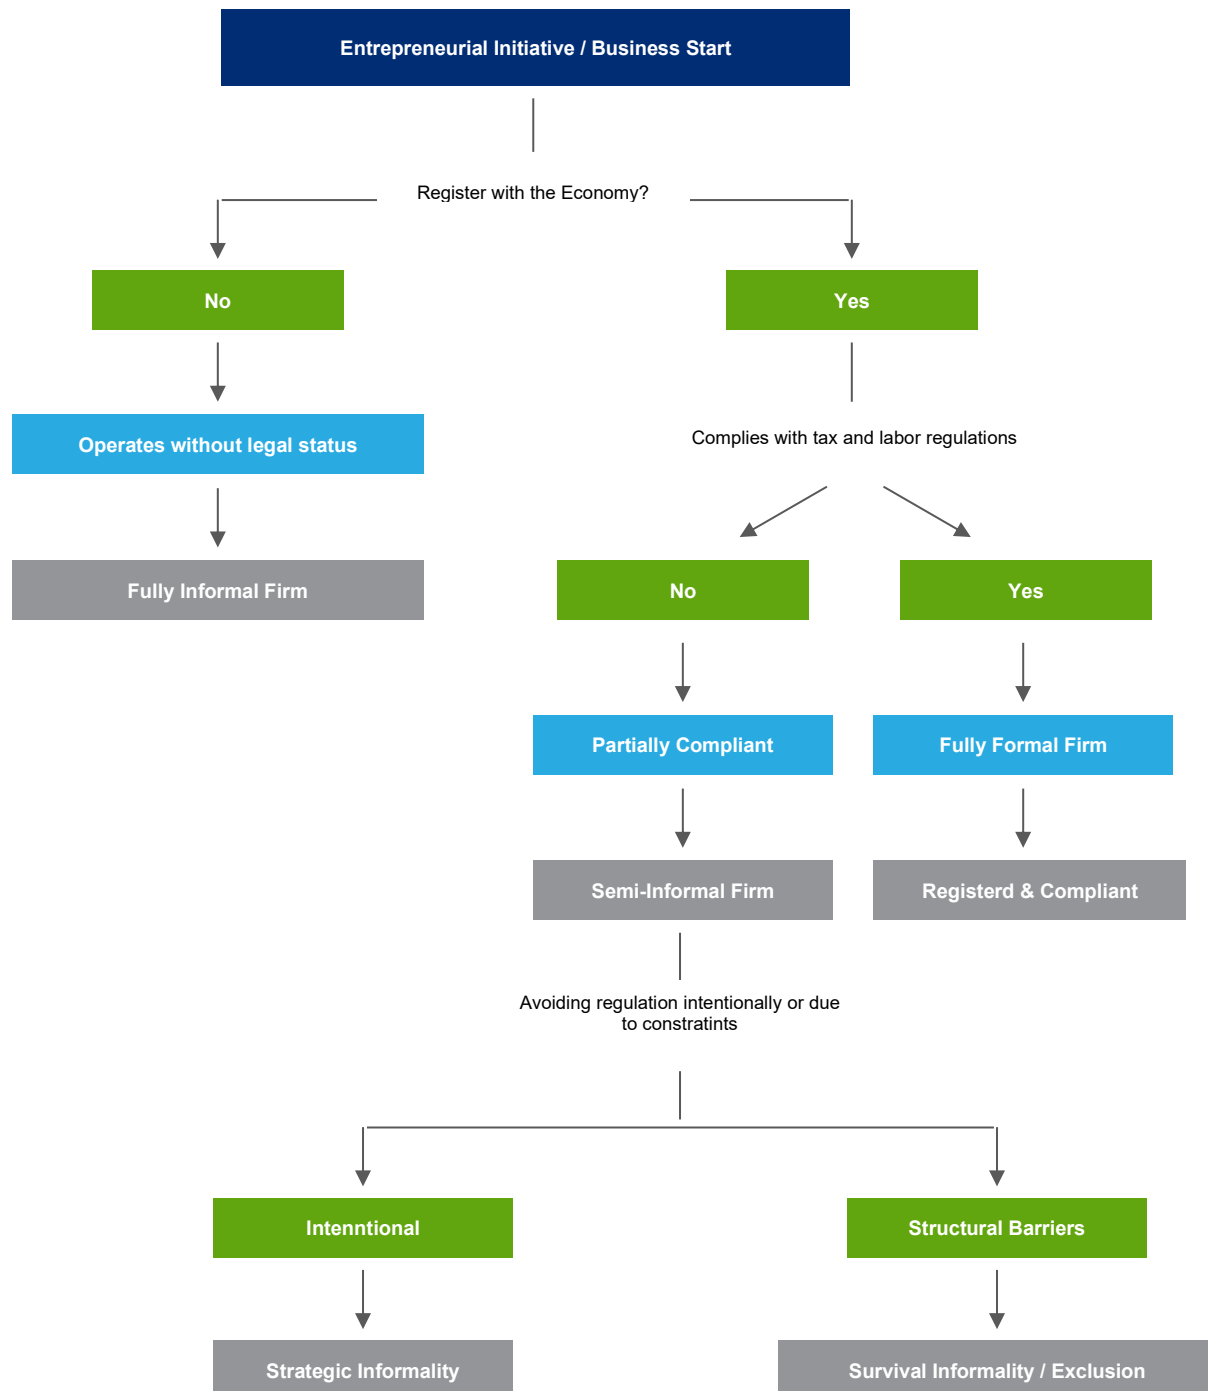 Entrepreneurial Initiative / Business Start
Register with the Economy?
No
Yes
Operates without legal status
Complies with tax and labor regulations
Fully Informal Firm
No
Yes
Partially Compliant
Fully Formal Firm
Semi-Informal Firm
Registerd & Compliant
Avoiding regulation intentionally or due
to constratints
Intenntional
Structural Barriers
Strategic Informality
Survival Informality / Exclusion